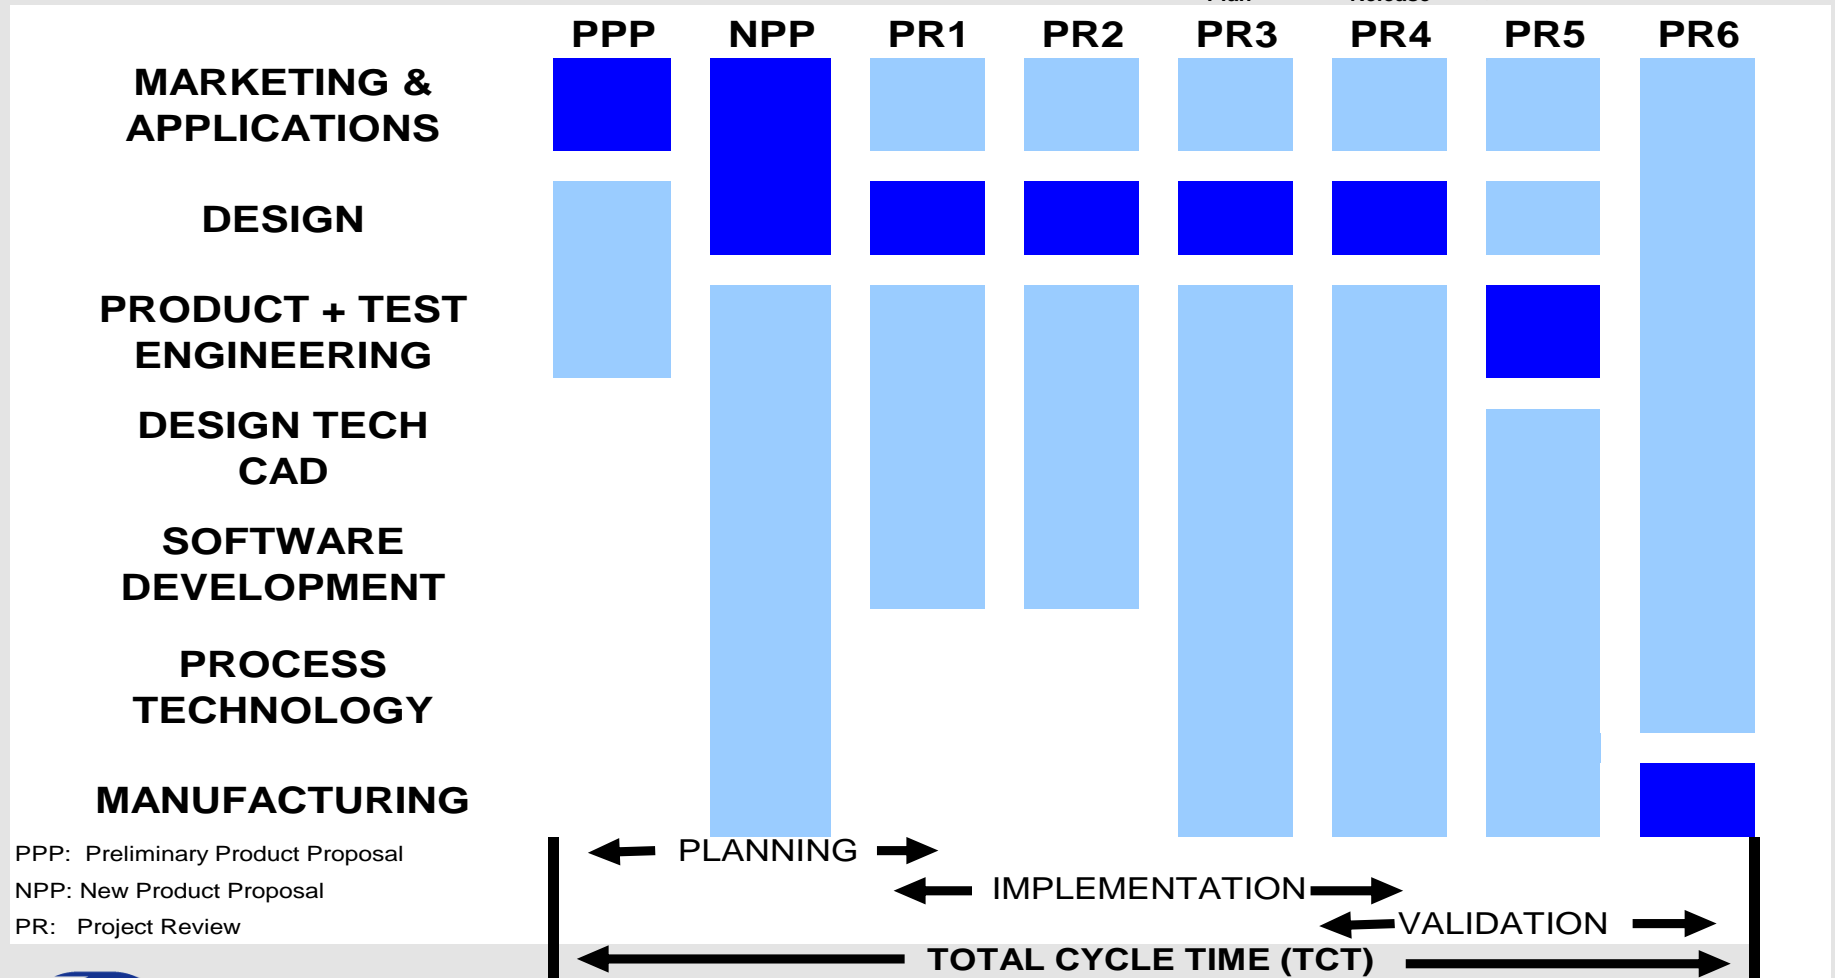 Plan Release
PPP NPP PR1 PR2 PR3 PR4 PR5 PR6
MARKETING &
APPLICATIONS
DESIGN
PRODUCT + TEST
ENGINEERING
DESIGN TECH
CAD
SOFTWARE
DEVELOPMENT
PROCESS
TECHNOLOGY
MANUFACTURING
PPP: Preliminary Product Proposal
NPP: New Product Proposal
PR: Project Review
PLANNING
IMPLEMENTATION
VALIDATION
TOTAL CYCLE TIME (TCT)